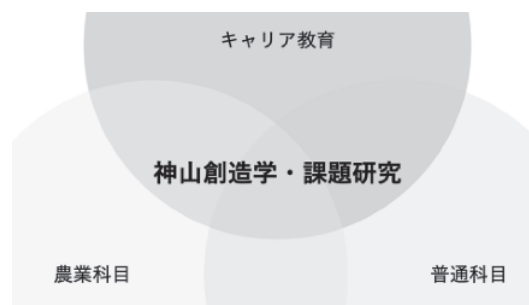 キャリア教育
神山創造学・課題研究
農業科目
普通科目